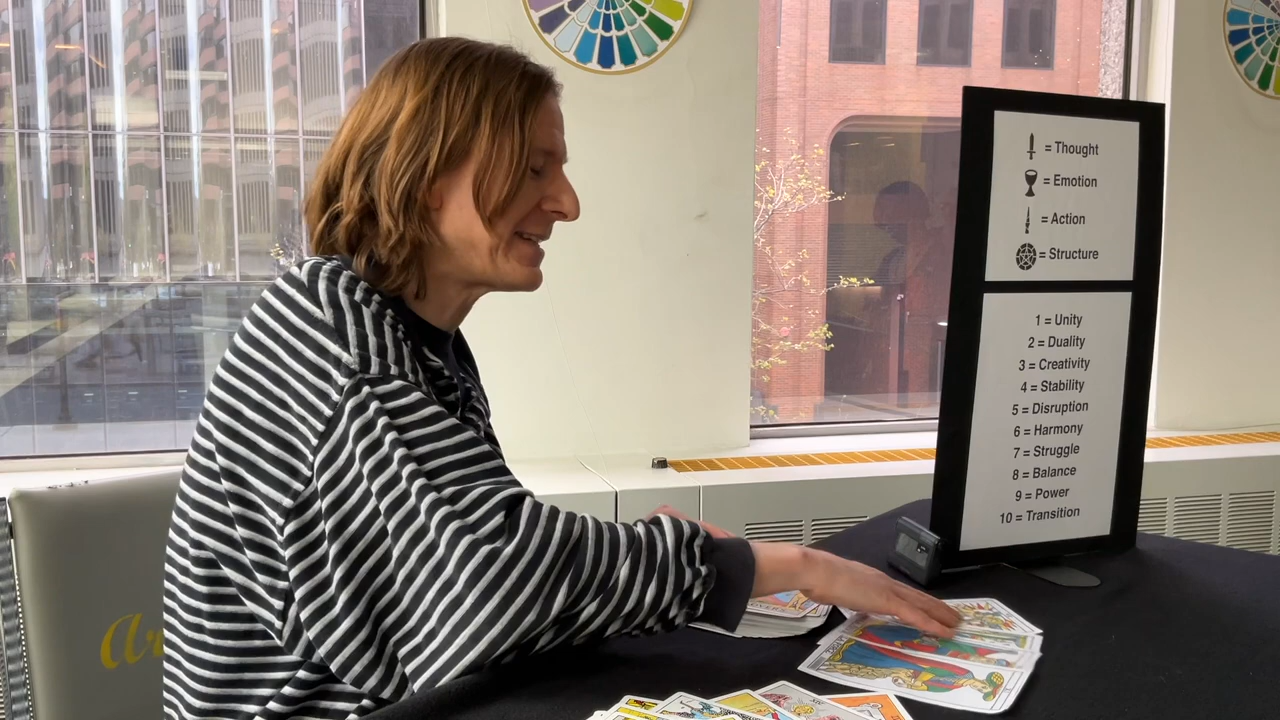 = Thought
= Emotion
= Action
= Structure
1 = Unity
2 = Duality
3 = Creativity
4 = Stability
5 = Disruption
6 = Harmony
7 = Struggle
8 = Balance
9 = Power
10 = Transition